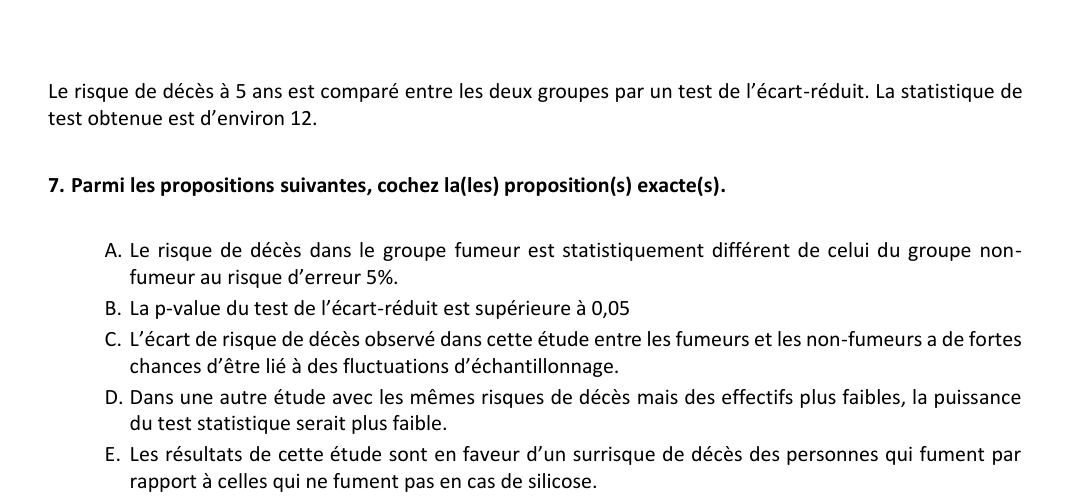 Le risque de décès à 5 ans est comparé entre les deux groupes par un test de l’écart-réduit. La statistique de
test obtenue est d’environ 12.
7. Parmi les propositions suivantes, cochez la(les) proposition(s) exacte(s).
A. Le risque de décès dans le groupe fumeur est statistiquement différent de celui du groupe non-
fumeur au risque d’erreur 5%.
B. La p-value du test de l’écart-réduit est supérieure à 0,05
C. L’écart de risque de décès observé dans cette étude entre les fumeurs et les non-fumeurs a de fortes
chances d’être lié à des fluctuations d’échantillonnage.
D. Dans une autre étude avec les mêmes risques de décès mais des effectifs plus faibles, la puissance
du test statistique serait plus faible.
E. Les résultats de cette étude sont en faveur d’un surrisque de décès des personnes qui fument par
rapport à celles qui ne fument pas en cas de silicose.